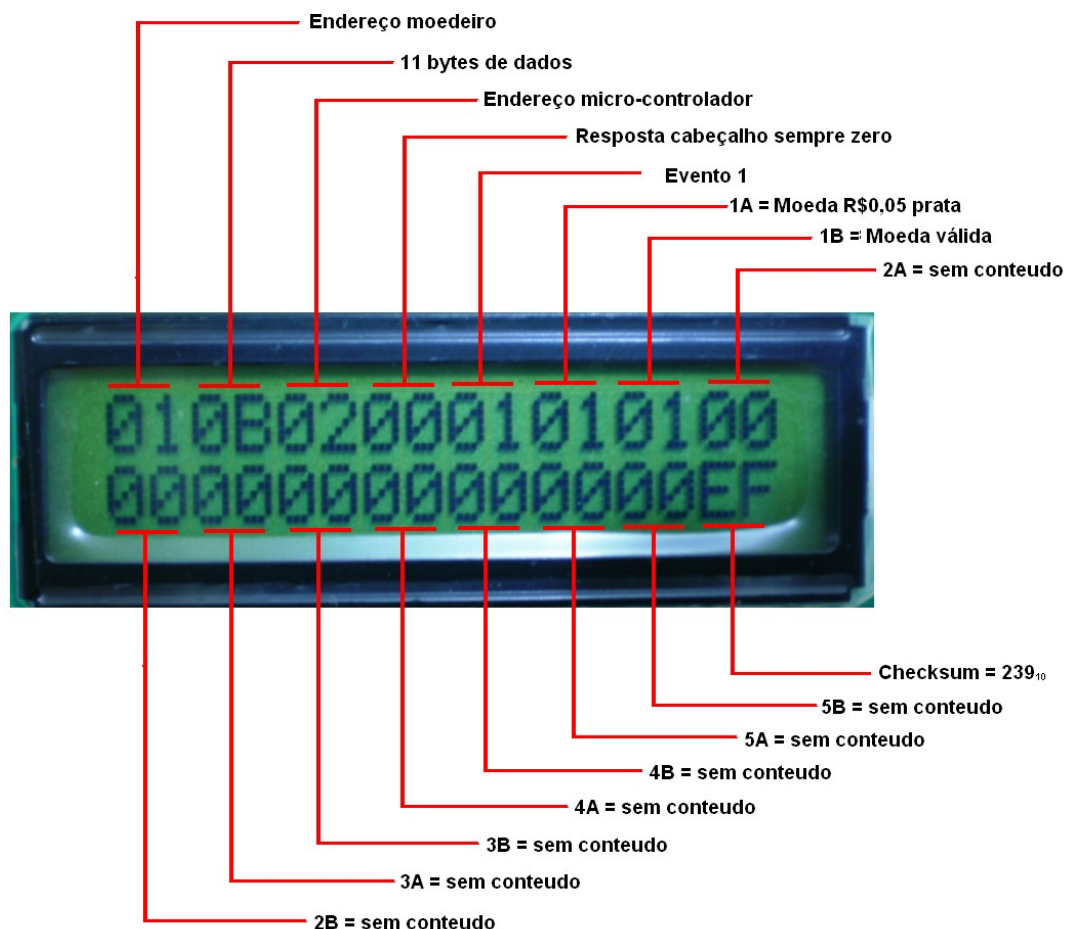 Endereço moedeiro
11 bytes de dados
Endereço micro-controlador
Resposta cabeçalho sempre zero
Evento 1
1A = Moeda R$0,05 prata
1B = Moeda válida
2A = sem conteudo
010B020001010100
00000000000000EF
Checksum = 239₁₀
5B = sem conteudo
5A = sem conteudo
4B = sem conteudo
4A = sem conteudo
3B = sem conteudo
3A = sem conteudo
2B = sem conteudo